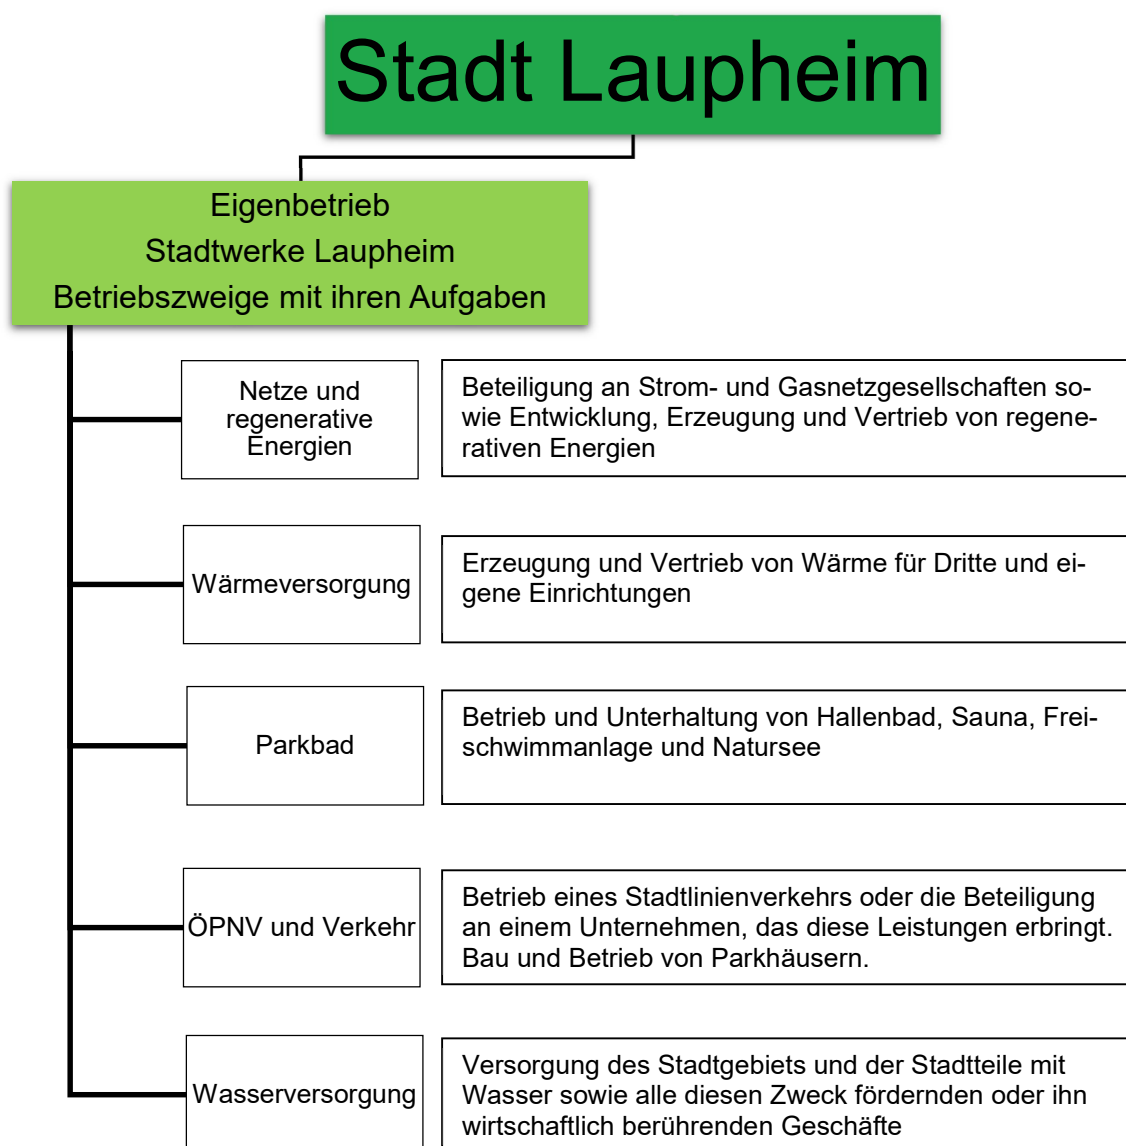 Stadt Laupheim
Eigenbetrieb
Stadtwerke Laupheim
Betriebszweige mit ihren Aufgaben
Netze und
regenerative
Energien
Beteiligung an Strom- und Gasnetzgesellschaften so-
wie Entwicklung, Erzeugung und Vertrieb von regene-
rativen Energien
Wärmeversorgung
Erzeugung und Vertrieb von Wärme für Dritte und ei-
gene Einrichtungen
Parkbad
Betrieb und Unterhaltung von Hallenbad, Sauna, Frei-
schwimmanlage und Natursee
ÖPNV und Verkehr
Betrieb eines Stadtlinienverkehrs oder die Beteiligung
an einem Unternehmen, das diese Leistungen erbringt.
Bau und Betrieb von Parkhäusern.
Wasserversorgung
Versorgung des Stadtgebiets und der Stadtteile mit
Wasser sowie alle diesen Zweck fördernden oder ihn
wirtschaftlich berührenden Geschäfte